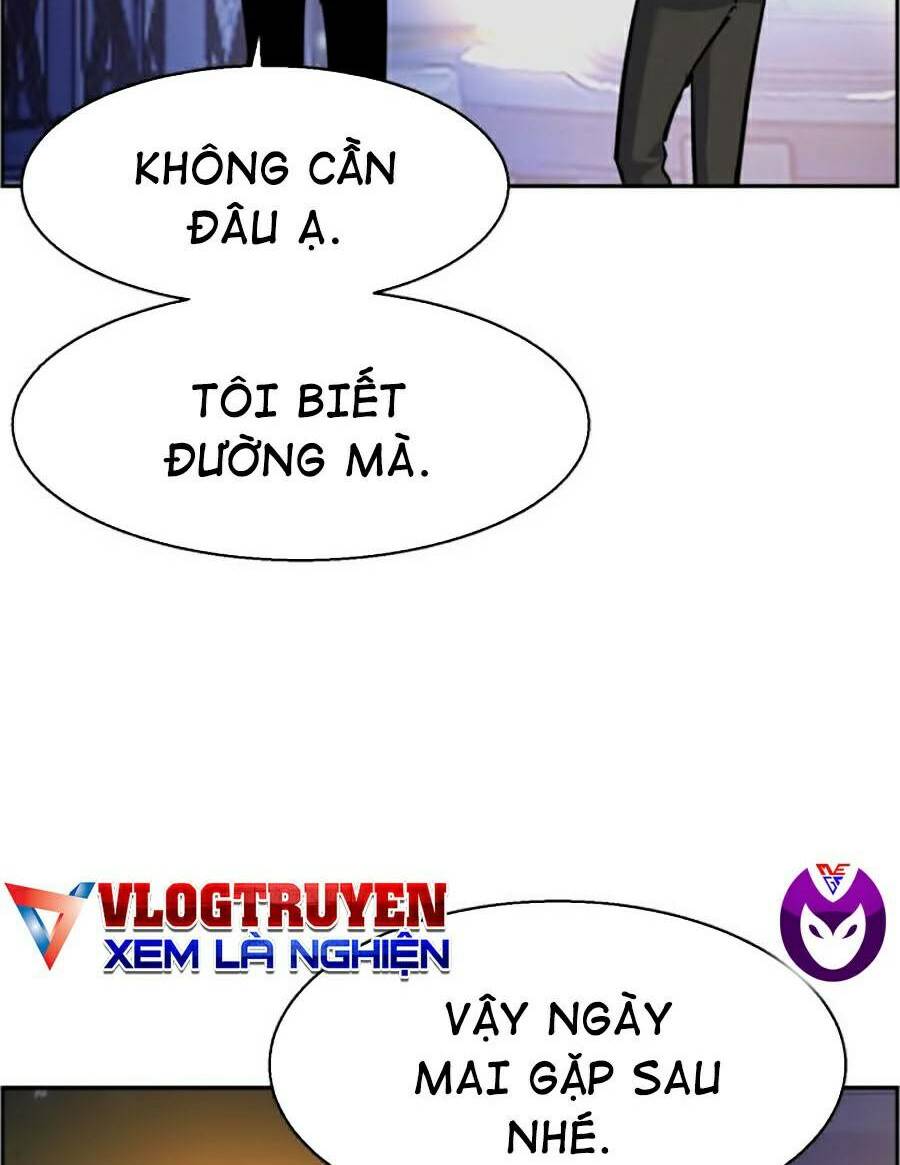 KHÔNG CẦN
ĐÂU Ạ.
TÔI BIẾT
ĐƯỜNG MÀ.
VLOGTRUYEN
XEM LÀ NGHIỆN
VẬY NGÀY
MAI GẶP SAU
NHÉ.